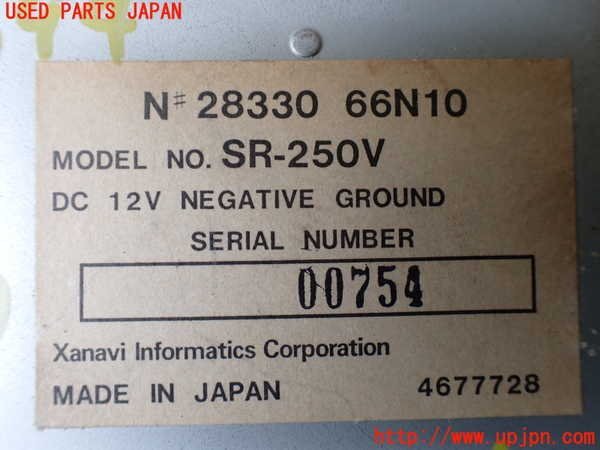 USED PARTS JAPAN
N# 28330 66N10
MODEL NO. SR-250V
DC 12V NEGATIVE GROUND
SERIAL NUMBER
00754
Xanavi Informatics Corporation
MADE IN JAPAN 4677728
http://www.upjpn.com/